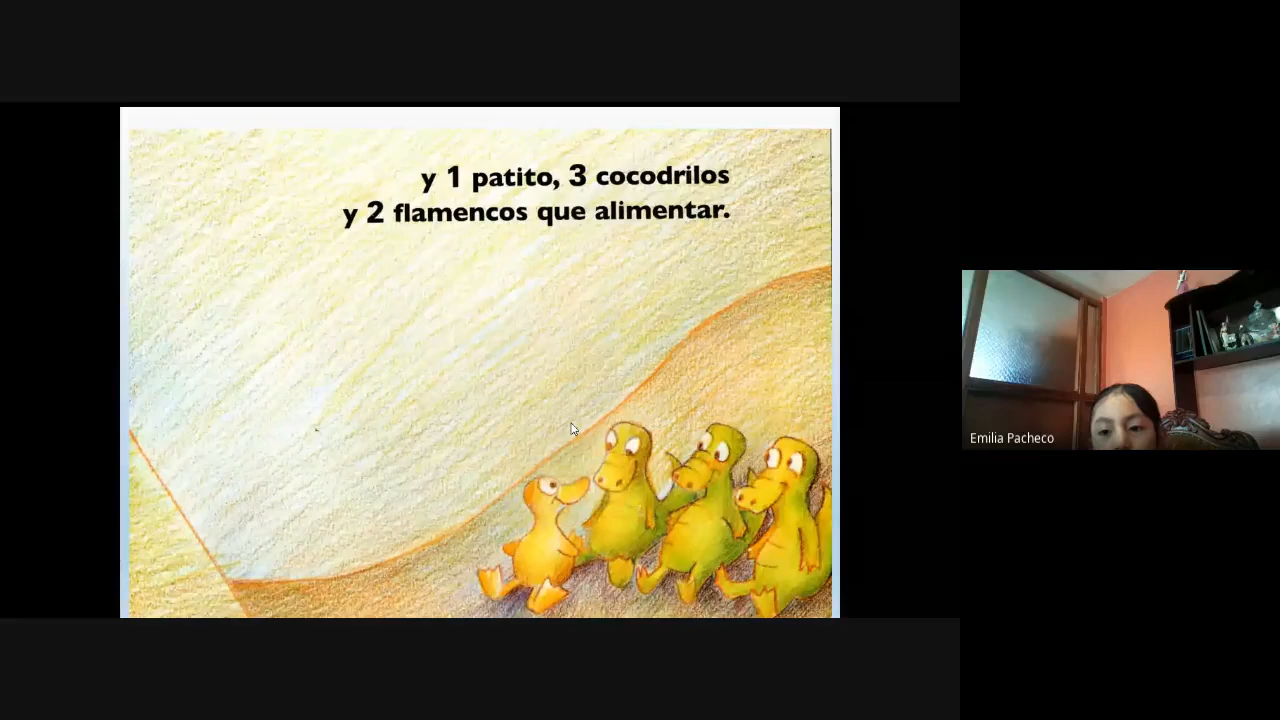 y 1 patito, 3 cocodrilos
y 2 flamencos que alimentar.
Emilia Pacheco